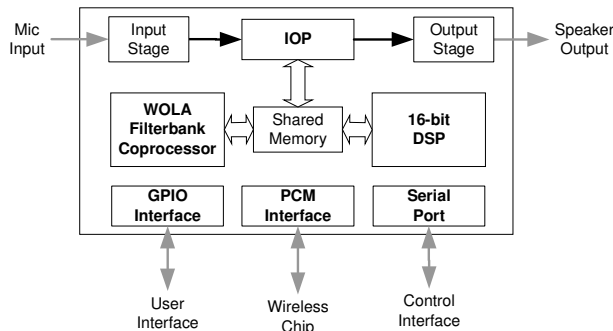 Mic
Input
Input
Stage
IOP
Output
Stage
Speaker
Output
WOLA
Filterbank
Coprocessor
Shared
Memory
16-bit
DSP
GPIO
Interface
PCM
Interface
Serial
Port
User
Interface
Wireless
Chip
Control
Interface